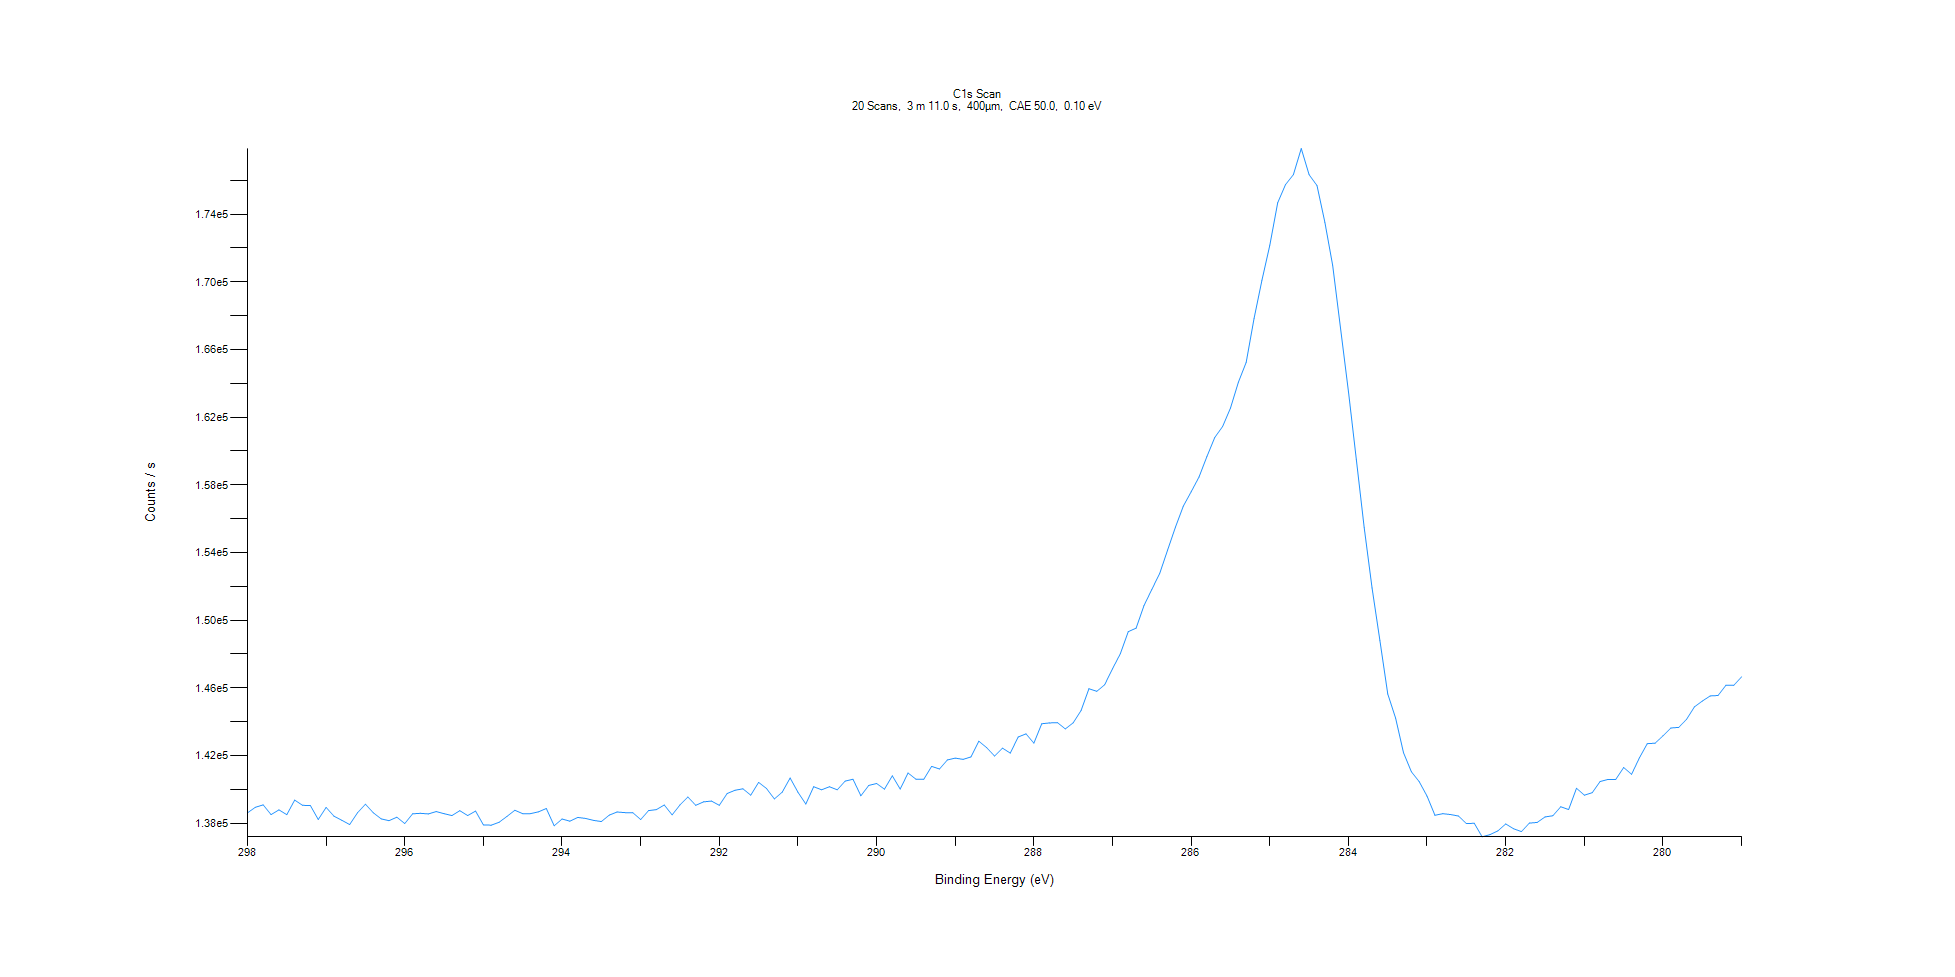 C1s Scan
20 Scans,  3 m 11.0 s,  400µm,  CAE 50.0,  0.10 eV
1.74e5
1.70e5
1.66e5
1.62e5
1.58e5
1.54e5
1.50e5
1.46e5
1.42e5
1.38e5
Counts / s
298 296 294 292 290 288 286 284 282 280
Binding Energy (eV)